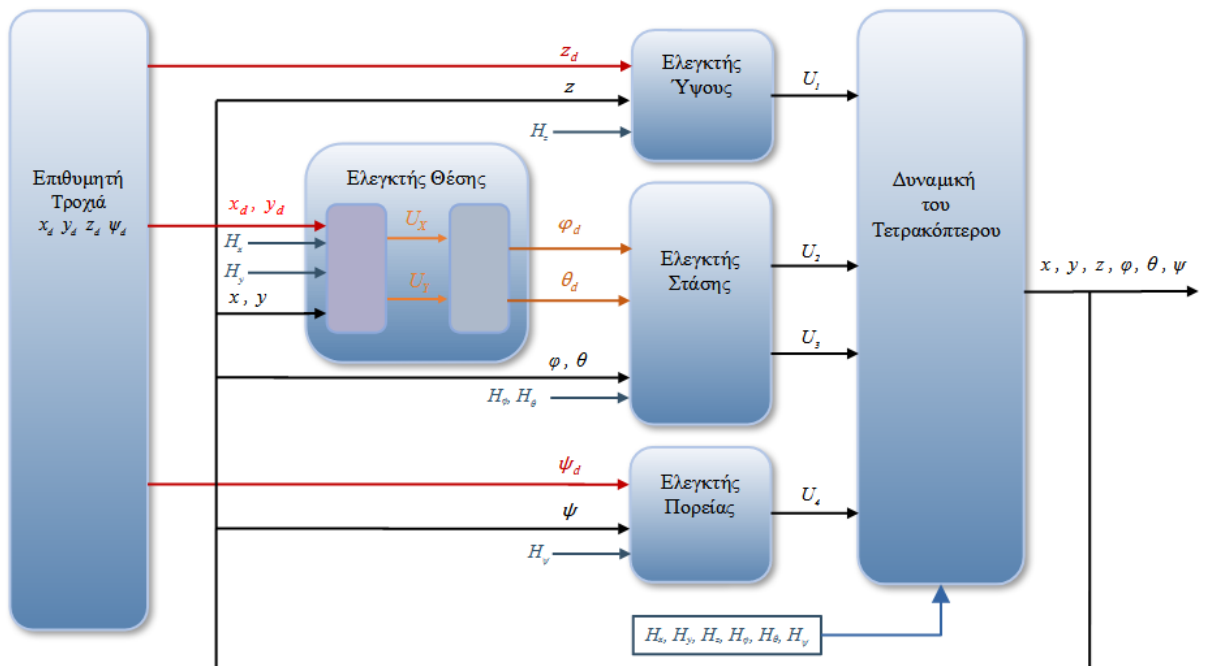 Επιθυμητή
Τροχιά
x_d y_d z_d ψ_d
z_d
z
H_z
Ελεγκτής
Ύψους
U_1
Ελεγκτής Θέσης
x_d , y_d
H_x
H_y
x , y
U_X
U_Y
φ_d
θ_d
φ , θ
H_φ, H_θ
Ελεγκτής
Στάσης
U_2
U_3
ψ_d
ψ
H_ψ
Ελεγκτής
Πορείας
U_4
Δυναμική
του
Τετρακόπτερου
x , y , z , φ , θ , ψ
H_x, H_y, H_z, H_φ, H_θ, H_ψ